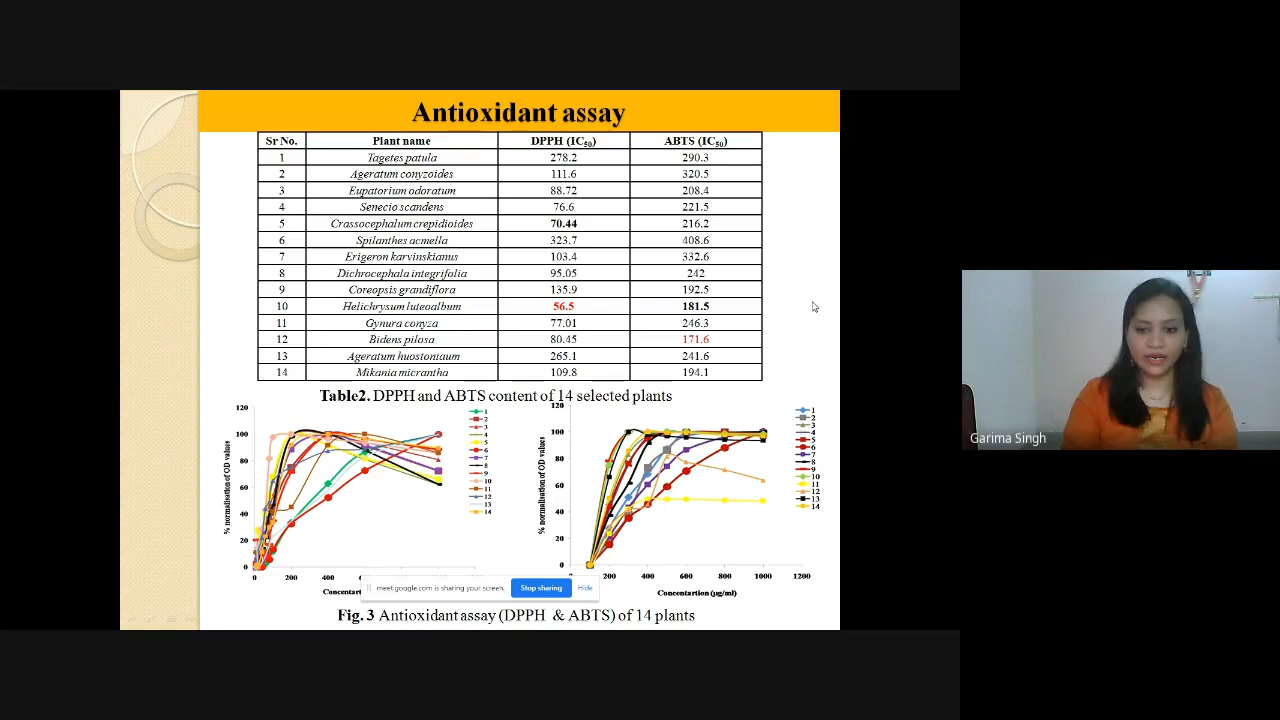 Antioxidant assay
Sr No. Plant name DPPH (IC50) ABTS (IC50)
1 Tagetes patula 278.2 290.3
2 Ageratum conyzoides 111.6 320.5
3 Eupatorium odoratum 88.72 208.4
4 Senecio scandens 76.6 221.5
5 Crassocephalum crepidioides 70.44 216.2
6 Spilanthes acmella 323.7 408.6
7 Erigeron karvinskianus 103.4 332.6
8 Dichrocephala integrifolia 95.05 242
9 Coreopsis grandiflora 135.9 192.5
10 Helichrysum luteoalbum 56.5 181.5
11 Gynura conyza 77.01 246.3
12 Bidens pilosa 80.45 171.6
13 Ageratum huostoniaum 265.1 241.6
14 Mikania micrantha 109.8 194.1
Table2. DPPH and ABTS content of 14 selected plants
% normalisation of OD values
120
100
80
60
40
20
0
0 200 400
Concentartion
1
2
3
4
5
6
7
8
9
10
11
12
13
14
% normalisation of OD values
120
100
80
60
40
20
0
200 400 600 800 1000 1200
Concentartion (µg/ml)
1
2
3
4
5
6
7
8
9
10
11
12
13
14
meet.google.com is sharing your screen. Stop sharing Hide
Fig. 3 Antioxidant assay (DPPH & ABTS) of 14 plants
Garima Singh